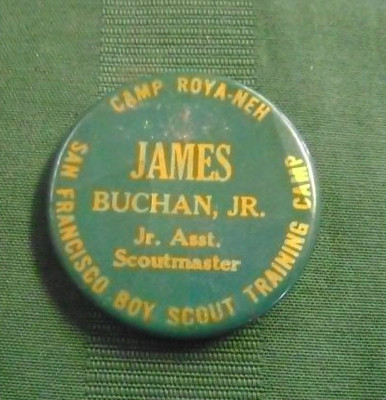 CAMP ROYA-NEH
JAMES
BUCHAN, JR.
Jr. Asst.
Scoutmaster
SAN FRANCISCO BOY SCOUT TRAINING CAMP